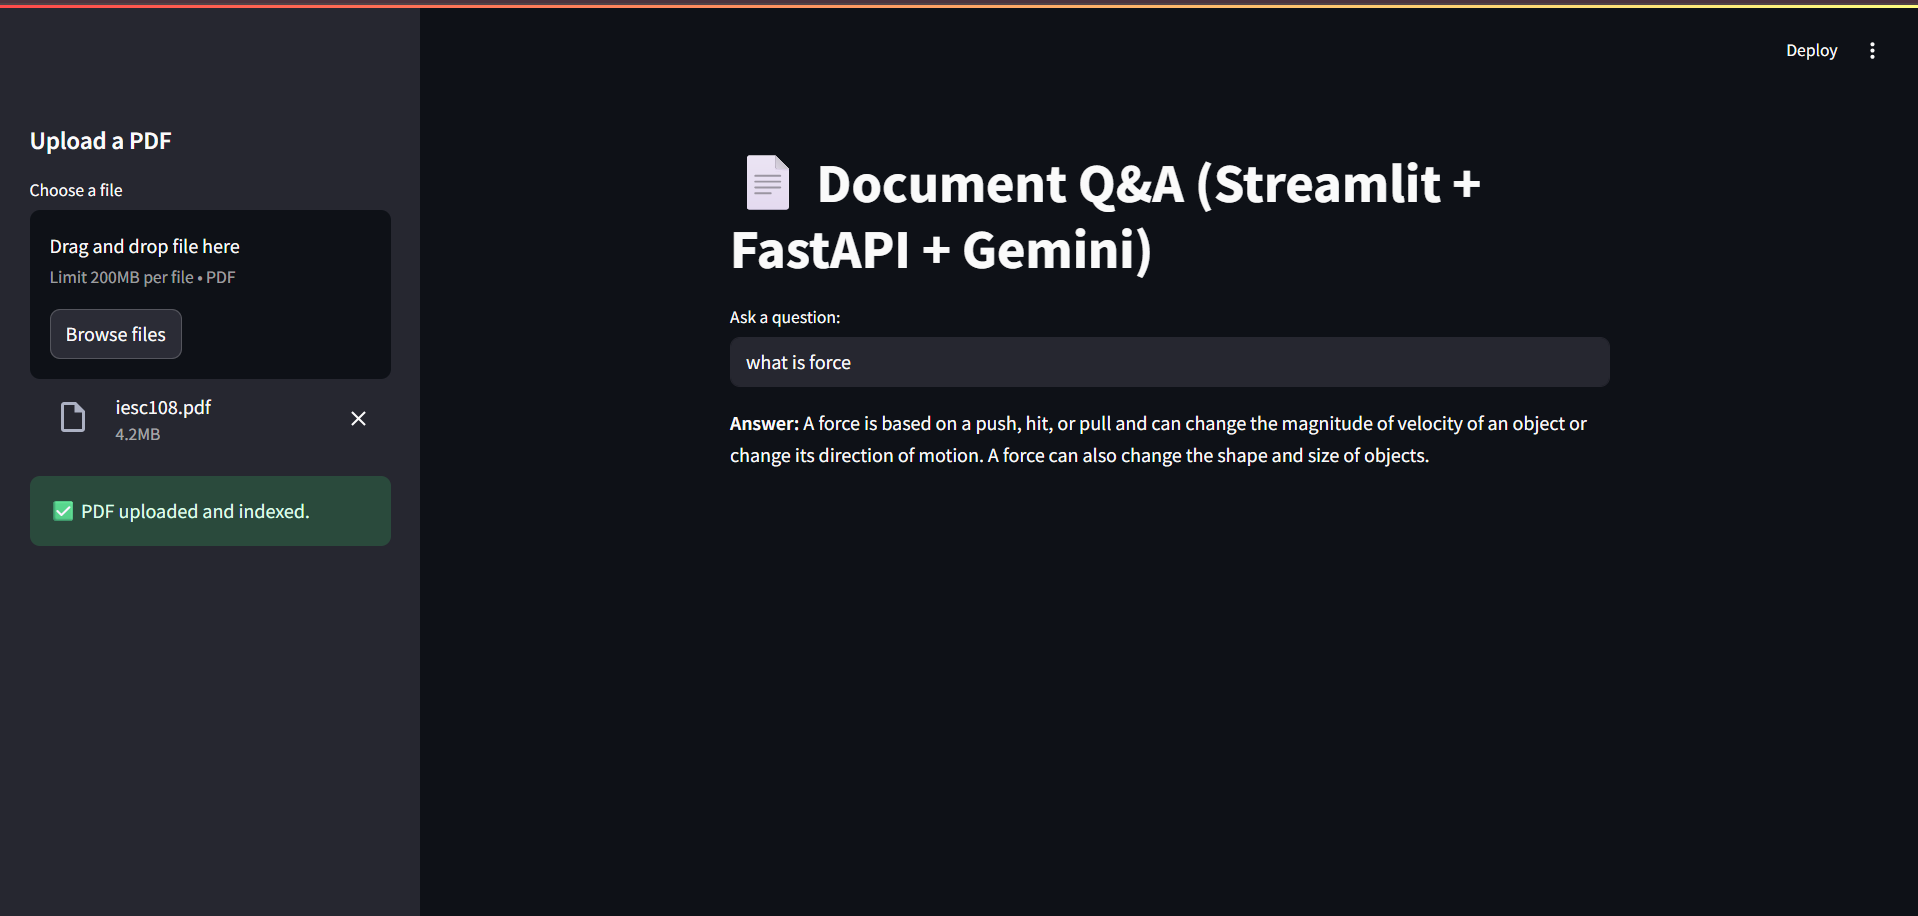 Deploy
Upload a PDF
Choose a file
Drag and drop file here
Limit 200MB per file • PDF
Browse files
iesc108.pdf
4.2MB
✅ PDF uploaded and indexed.
📄 Document Q&A (Streamlit +
FastAPI + Gemini)
Ask a question:
what is force
Answer: A force is based on a push, hit, or pull and can change the magnitude of velocity of an object or
change its direction of motion. A force can also change the shape and size of objects.